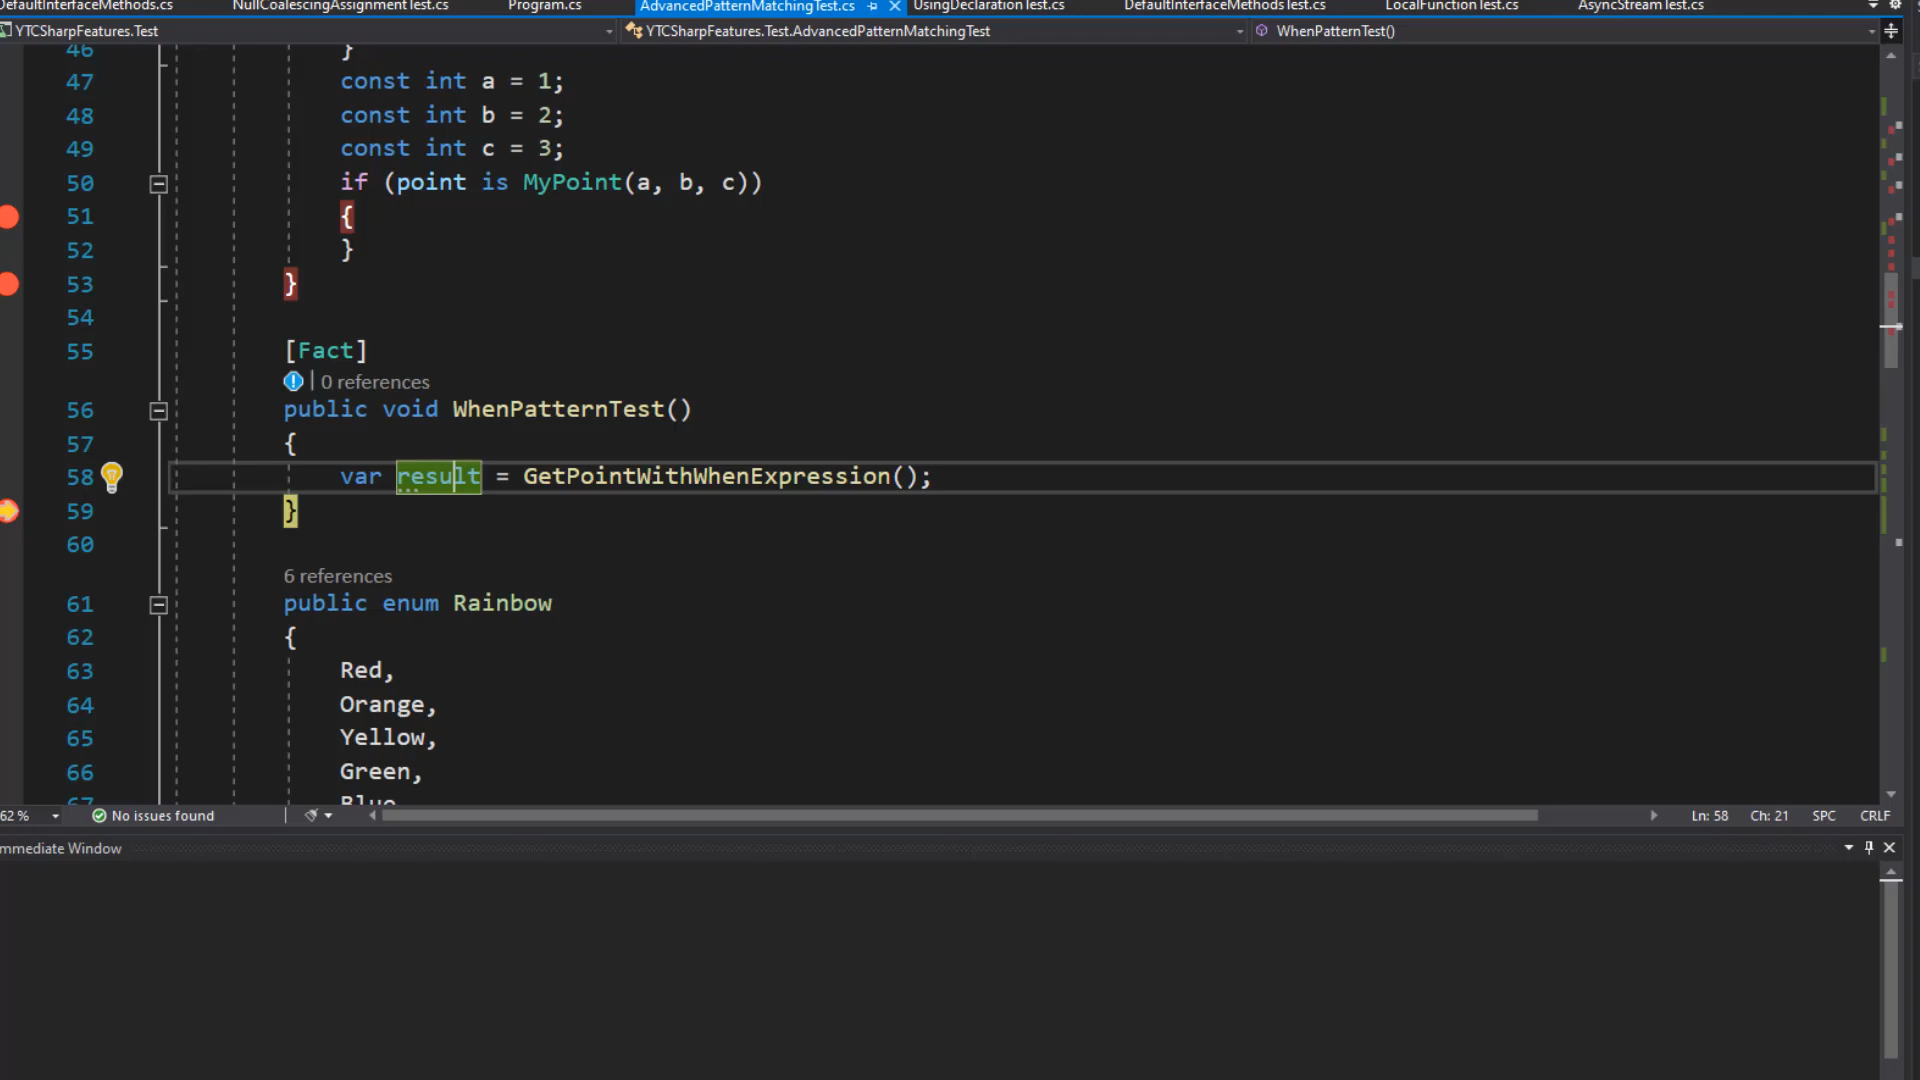 DefaultInterfaceMethods.cs NullCoalescingAssignmentTest.cs Program.cs AdvancedPatternMatchingTest.cs UsingDeclarationTest.cs DefaultInterfaceMethodsTest.cs LocalFunctionTest.cs AsyncStreamTest.cs
YTCSharpFeatures.Test YTCSharpFeatures.Test.AdvancedPatternMatchingTest WhenPatternTest()
46 }
47 const int a = 1;
48 const int b = 2;
49 const int c = 3;
50 if (point is MyPoint(a, b, c))
51 {
52 }
53 }
54
55 [Fact]
0 references
56 public void WhenPatternTest()
57 {
58 var result = GetPointWithWhenExpression();
59 }
60
6 references
61 public enum Rainbow
62 {
63 Red,
64 Orange,
65 Yellow,
66 Green,
67 Blue
62 % No issues found Ln: 58 Ch: 21 SPC CRLF
mmediate Window